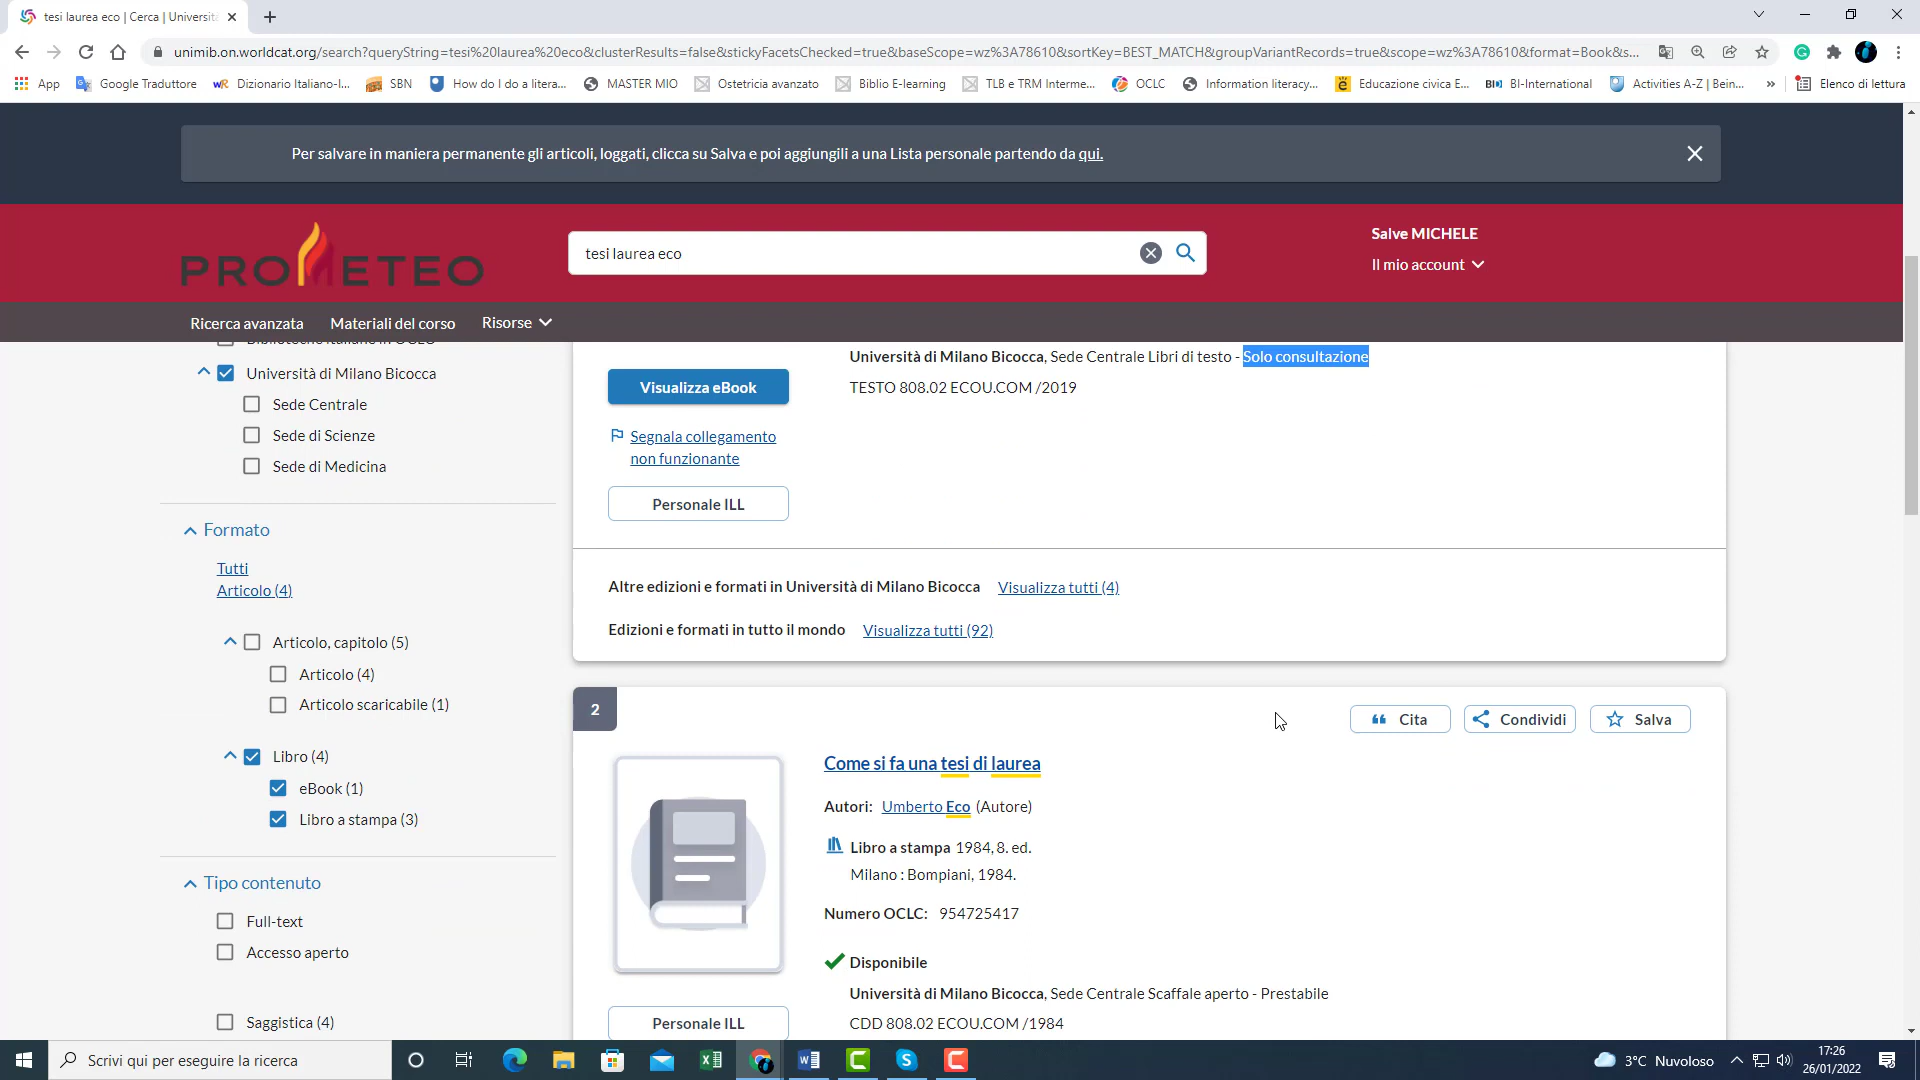 tesi laurea eco | Cerca | Universit
unimib.on.worldcat.org/search?queryString=tesi%20laurea%20eco&clusterResults=false&stickyFacetsChecked=true&baseScope=wz%3A78610&sortKey=BEST_MATCH&groupVariantRecords=true&scope=wz%3A78610&format=Book&s...
App Google Traduttore wR Dizionario Italiano-I... SBN How do I do a litera... MASTER MIO Ostetricia avanzato Biblio E-learning TLB e TRM Interme... OCLC Information literacy... Educazione civica E... BI-International Activities A-Z | Bein... » Elenco di lettura
Per salvare in maniera permanente gli articoli, loggati, clicca su Salva e poi aggiungili a una Lista personale partendo da qui.
PROMETEO
tesi laurea eco
Salve MICHELE
Il mio account
Ricerca avanzata Materiali del corso Risorse
Biblioteche italiane in OCLC
Università di Milano Bicocca
Sede Centrale
Sede di Scienze
Sede di Medicina
Formato
Tutti
Articolo (4)
Articolo, capitolo (5)
Articolo (4)
Articolo scaricabile (1)
Libro (4)
eBook (1)
Libro a stampa (3)
Tipo contenuto
Full-text
Accesso aperto
Saggistica (4)
Università di Milano Bicocca, Sede Centrale Libri di testo - Solo consultazione
TESTO 808.02 ECOU.COM /2019
Visualizza eBook
Segnala collegamento
non funzionante
Personale ILL
Altre edizioni e formati in Università di Milano Bicocca Visualizza tutti (4)
Edizioni e formati in tutto il mondo Visualizza tutti (92)
2
Cita Condividi Salva
Come si fa una tesi di laurea
Autori: Umberto Eco (Autore)
Libro a stampa 1984, 8. ed.
Milano : Bompiani, 1984.
Numero OCLC: 954725417
Disponibile
Università di Milano Bicocca, Sede Centrale Scaffale aperto - Prestabile
CDD 808.02 ECOU.COM /1984
Personale ILL
Scrivi qui per eseguire la ricerca
3°C Nuvoloso
17:26
26/01/2022